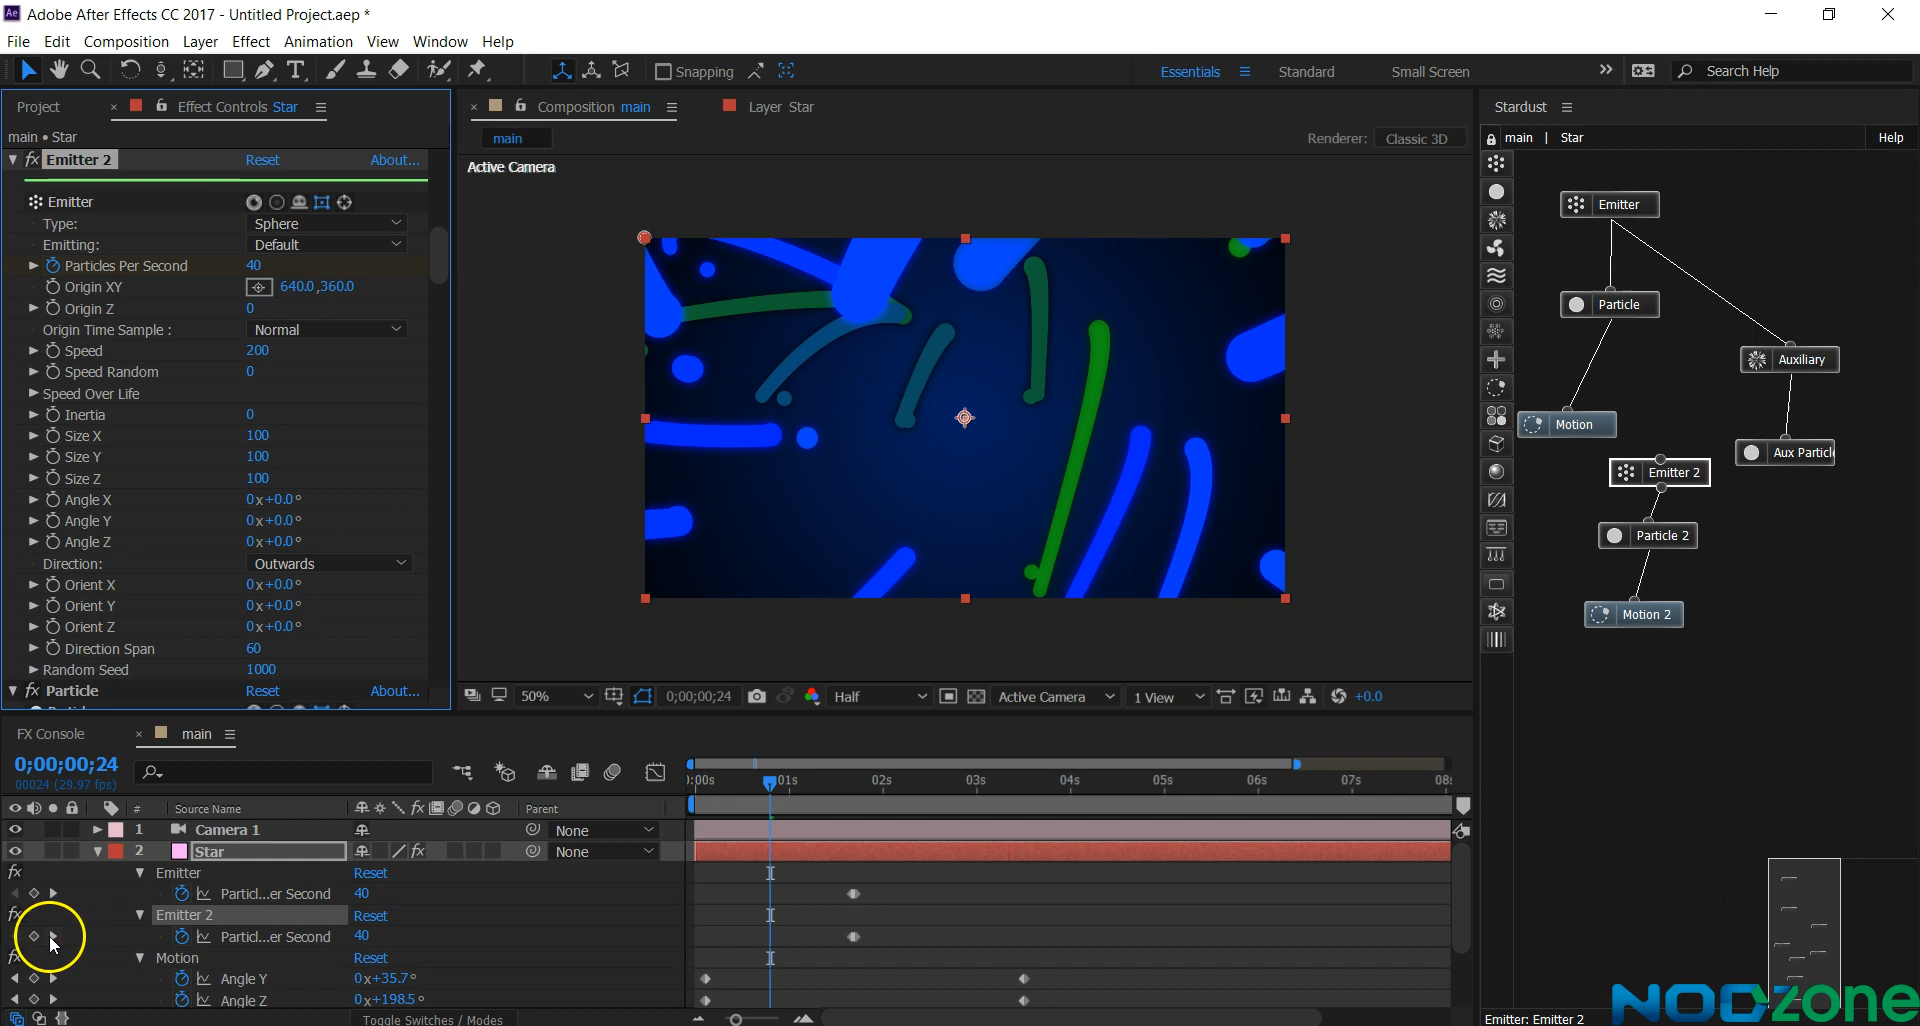 Ae Adobe After Effects CC 2017 - Untitled Project.aep *
File Edit Composition Layer Effect Animation View Window Help
Snapping Essentials Standard Small Screen Search Help
Project × Effect Controls Star × Composition main Layer Star Stardust
main • Star main Renderer: Classic 3D main | Star Help
fx Emitter 2 Reset About... Active Camera
Emitter
Type: Sphere
Emitting: Default
Particles Per Second 40
Origin XY 640.0,360.0
Origin Z 0
Origin Time Sample : Normal
Speed 200
Speed Random 0
Speed Over Life
Inertia 0
Size X 100
Size Y 100
Size Z 100
Angle X 0x+0.0°
Angle Y 0x+0.0°
Angle Z 0x+0.0°
Direction: Outwards
Orient X 0x+0.0°
Orient Y 0x+0.0°
Orient Z 0x+0.0°
Direction Span 60
Random Seed 1000
fx Particle Reset About...
Emitter
Particle
Auxiliary
Motion
Aux Particle
Emitter 2
Particle 2
Motion 2
50% 0;00;00;24 Half Active Camera 1 View +0.0
FX Console × main
0;00;00;24
00024 (29.97 fps)
):00s 01s 02s 03s 04s 05s 06s 07s 08s
# Source Name fx Parent
1 Camera 1 None
2 Star fx None
fx Emitter Reset
Particl...er Second 40
fx Emitter 2 Reset
Particl...er Second 40
fx Motion Reset
Angle Y 0x+35.7°
Angle Z 0x+198.5°
Toggle Switches / Modes
Emitter: Emitter 2
NODzone